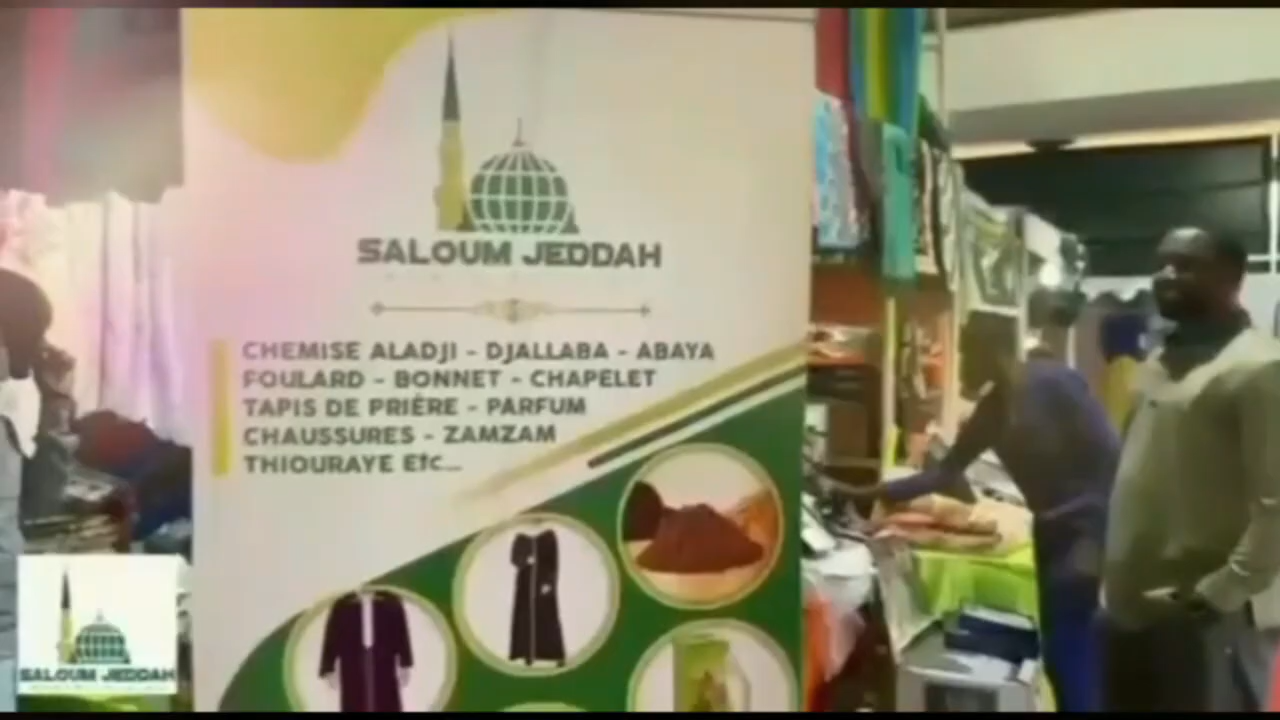 SALOUM JEDDAH
CHEMISE ALADJI - DJALLABA - ABAYA
FOULARD - BONNET - CHAPELET
TAPIS DE PRIÈRE - PARFUM
CHAUSSURES - ZAMZAM
THIOURAYE Etc...
SALOUM JEDDAH